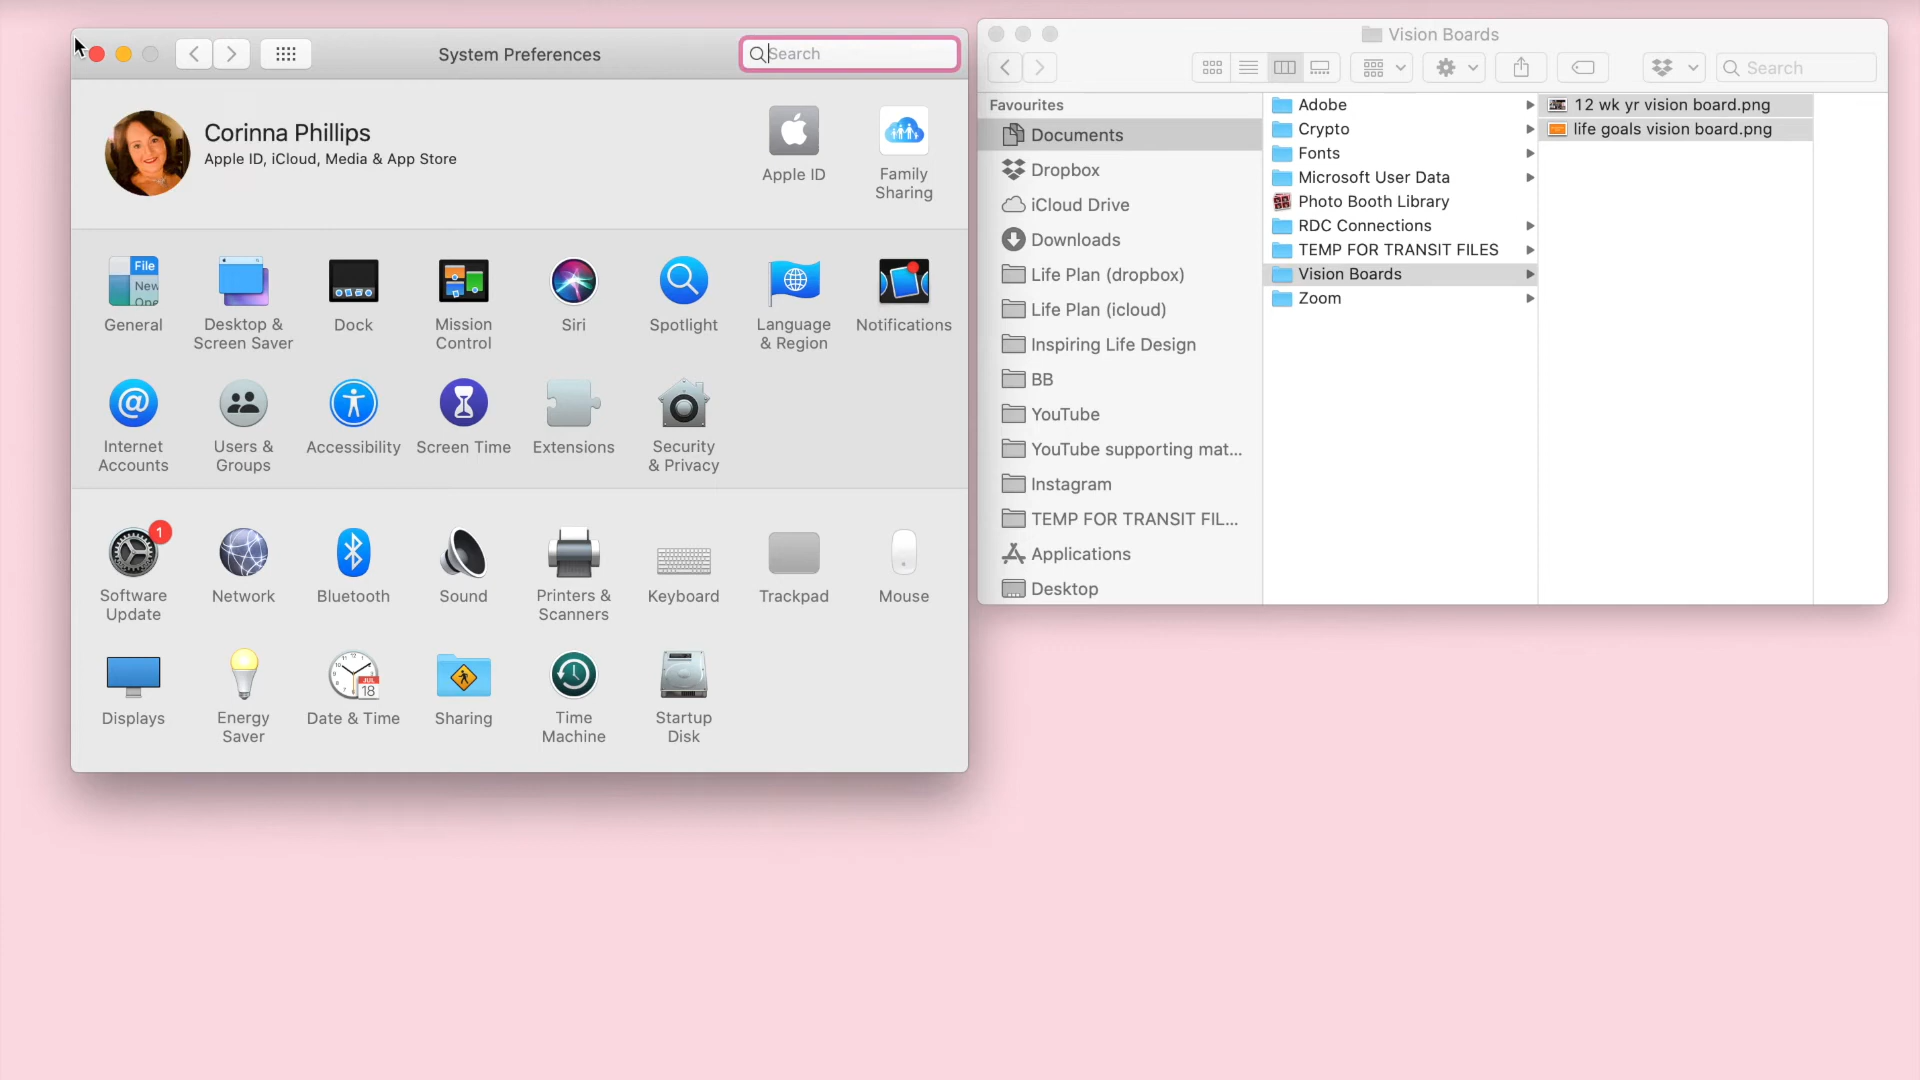 System Preferences
Search
Corinna Phillips
Apple ID, iCloud, Media & App Store
Apple ID
Family
Sharing
File
New
Ope
General
Desktop &
Screen Saver
Dock
Mission
Control
Siri
Spotlight
Language
& Region
Notifications
@
Internet
Accounts
Users &
Groups
Accessibility
Screen Time
Extensions
Security
& Privacy
1
Software
Update
Network
Bluetooth
Sound
Printers &
Scanners
Keyboard
Trackpad
Mouse
Displays
Energy
Saver
JUL
18
Date & Time
Sharing
Time
Machine
Startup
Disk
Vision Boards
Search
Favourites
Documents
Dropbox
iCloud Drive
Downloads
Life Plan (dropbox)
Life Plan (icloud)
Inspiring Life Design
BB
YouTube
YouTube supporting mat...
Instagram
TEMP FOR TRANSIT FIL...
Applications
Desktop
Adobe
Crypto
Fonts
Microsoft User Data
Photo Booth Library
RDC Connections
TEMP FOR TRANSIT FILES
Vision Boards
Zoom
12 wk yr vision board.png
life goals vision board.png